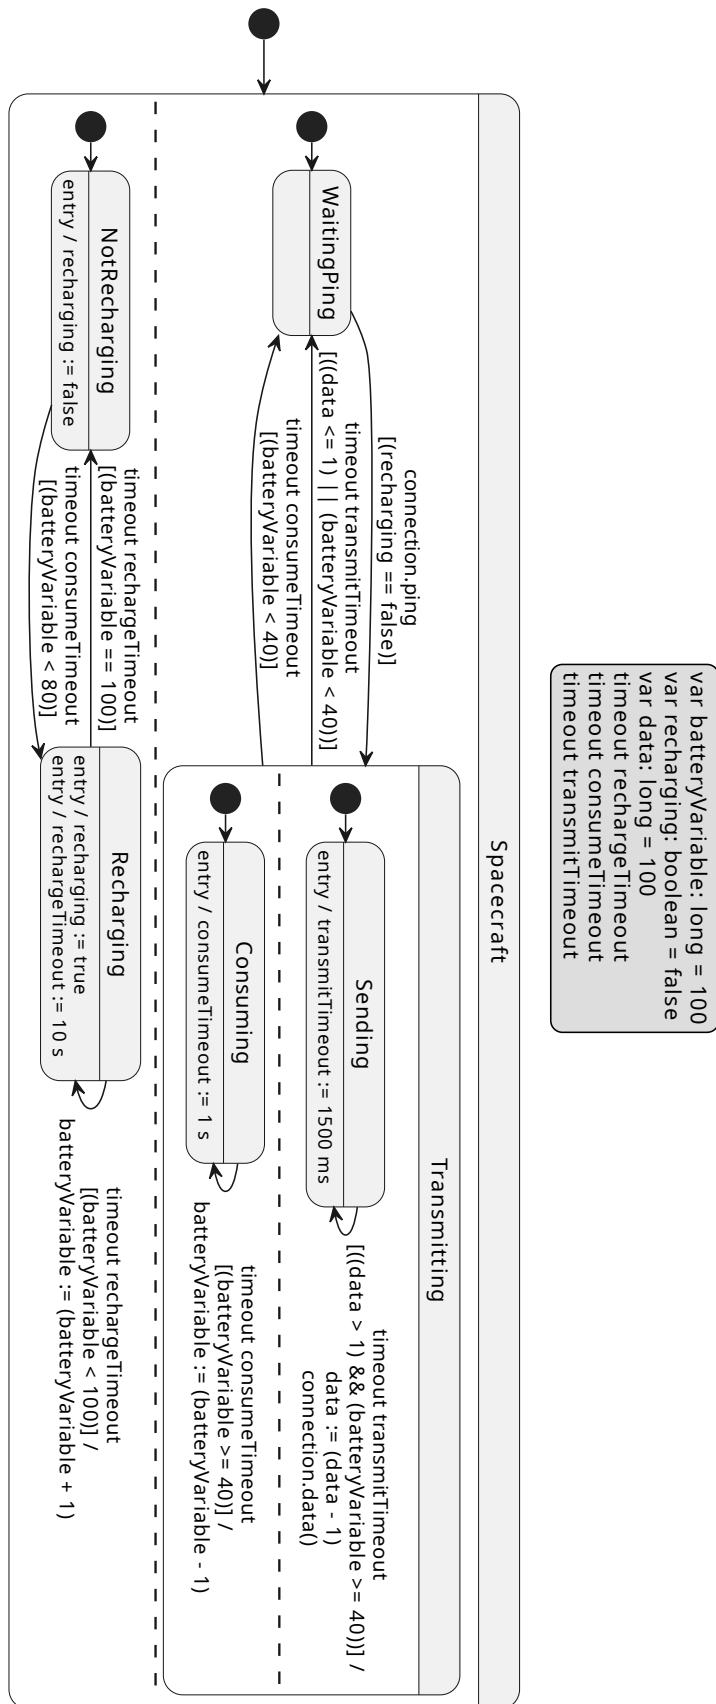 var batteryVariable: long = 100
var recharging: boolean = false
var data: long = 100
timeout rechargeTimeout
timeout consumeTimeout
timeout transmitTimeout
Spacecraft
WaitingPing
connection.ping
[(recharging == false)]
timeout transmitTimeout
[((data <= 1) || (batteryVariable < 40))]
timeout consumeTimeout
[(batteryVariable < 40)]
Transmitting
Sending
entry / transmitTimeout := 1500 ms
timeout transmitTimeout
[((data > 1) && (batteryVariable >= 40))] /
data := (data - 1)
connection.data()
Consuming
entry / consumeTimeout := 1 s
timeout consumeTimeout
[(batteryVariable >= 40)] /
batteryVariable := (batteryVariable - 1)
NotRecharging
entry / recharging := false
timeout rechargeTimeout
[(batteryVariable == 100)]
timeout consumeTimeout
[(batteryVariable < 80)]
Recharging
entry / recharging := true
entry / rechargeTimeout := 10 s
timeout rechargeTimeout
[(batteryVariable < 100)] /
batteryVariable := (batteryVariable + 1)